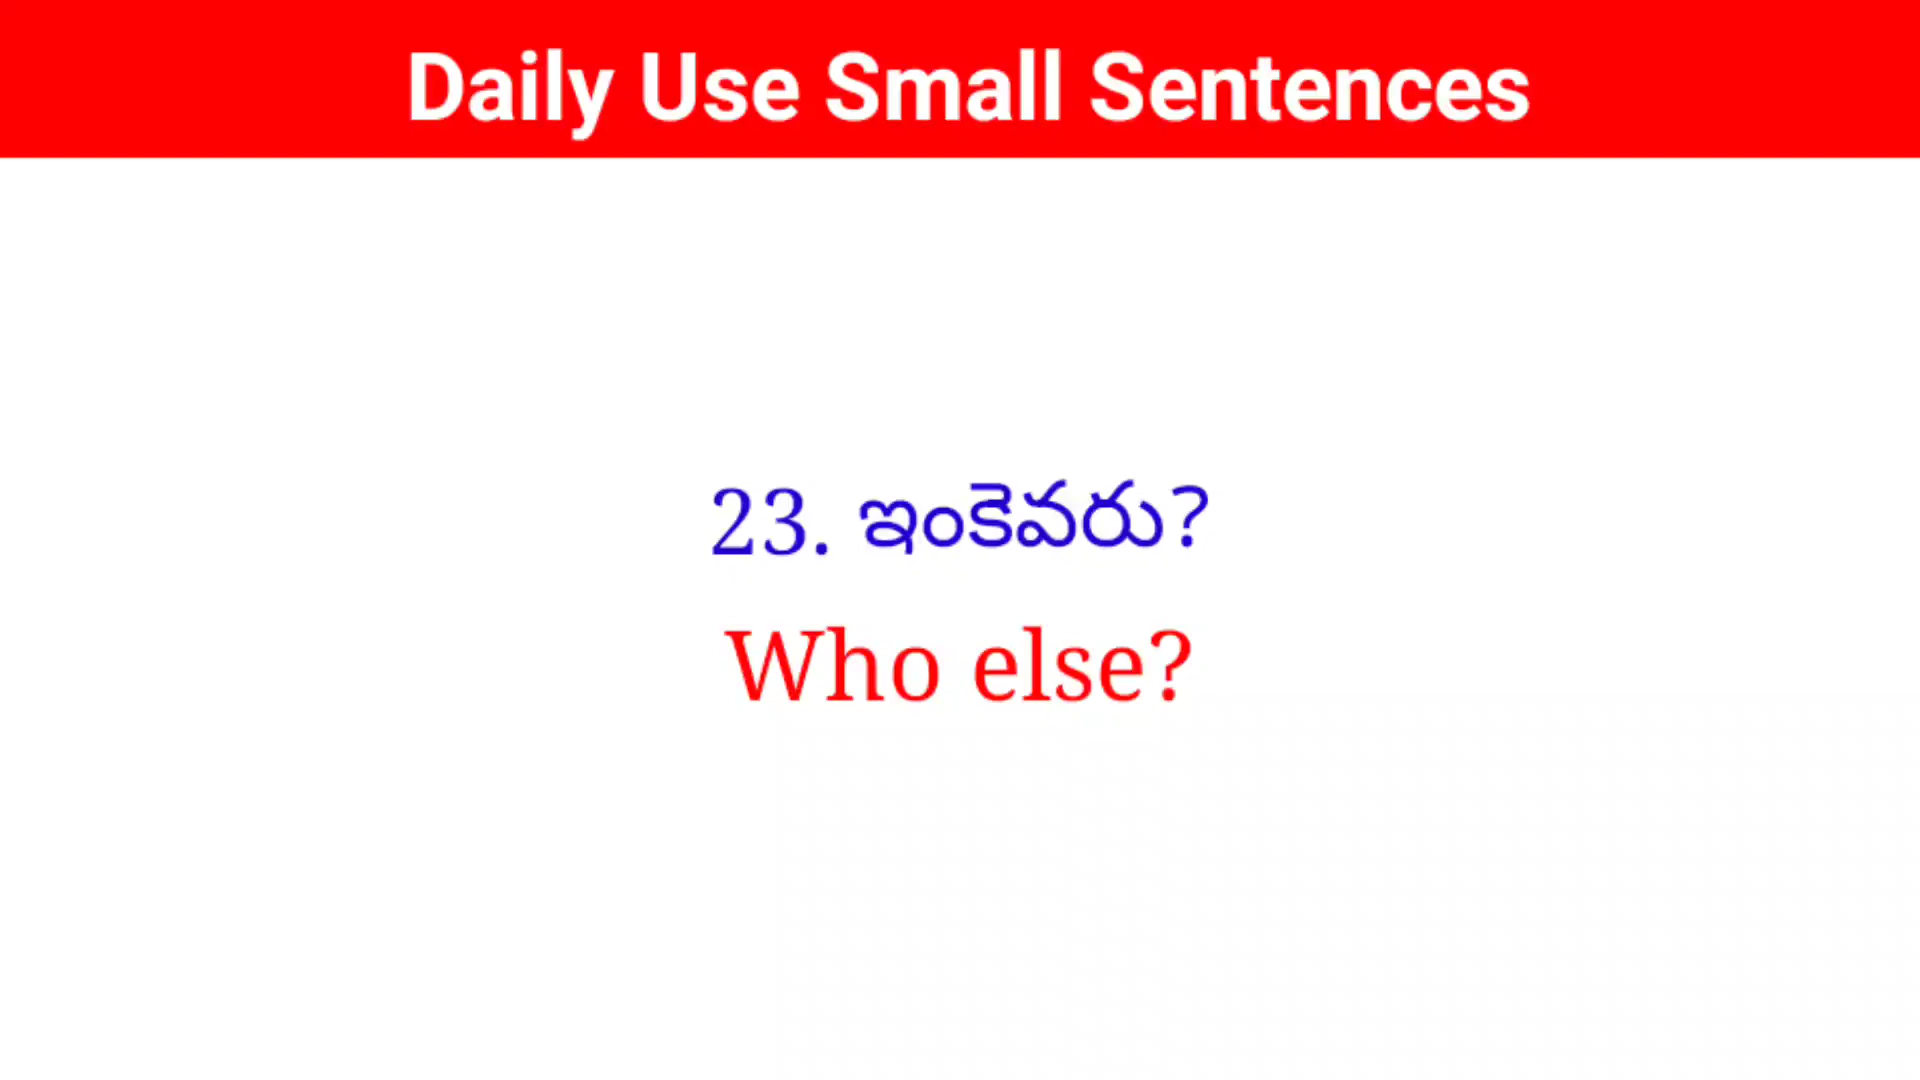 Daily Use Small Sentences
23. ఇంకెవరు?
Who else?